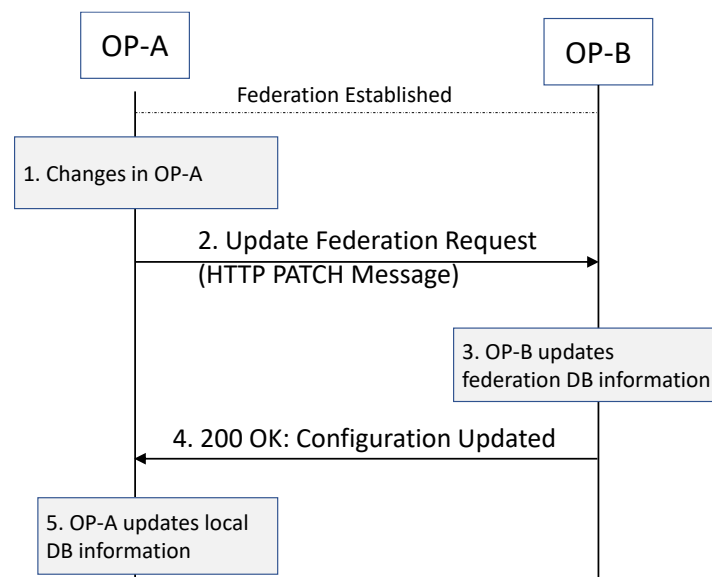 OP-A
OP-B
Federation Established
1. Changes in OP-A
2. Update Federation Request
(HTTP PATCH Message)
3. OP-B updates
federation DB information
4. 200 OK: Configuration Updated
5. OP-A updates local
DB information